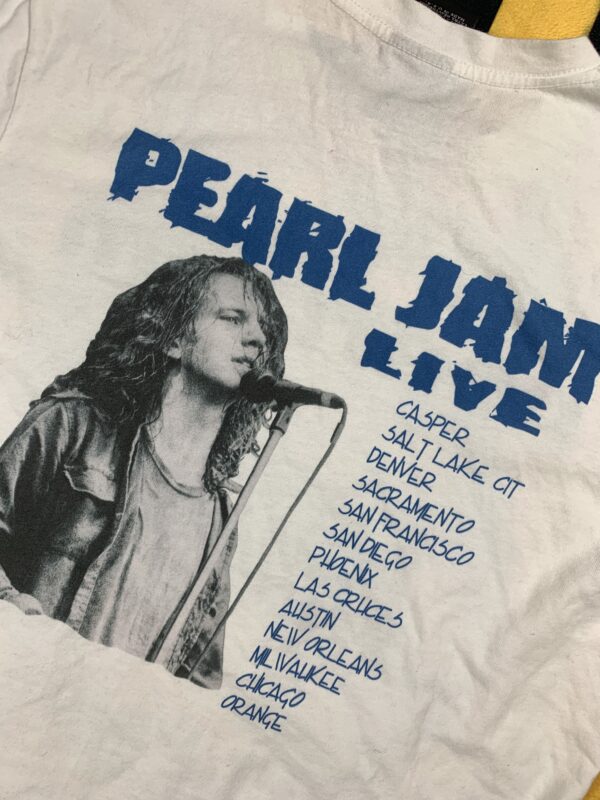 PEARL JAM
LIVE
CASPER
SALT LAKE CIT
DENVER
SACRAMENTO
SAN FRANCISCO
SAN DIEGO
PHOENIX
LAS CRUCES
AUSTIN
NEW ORLEANS
MILWAUKEE
CHICAGO
ORANGE